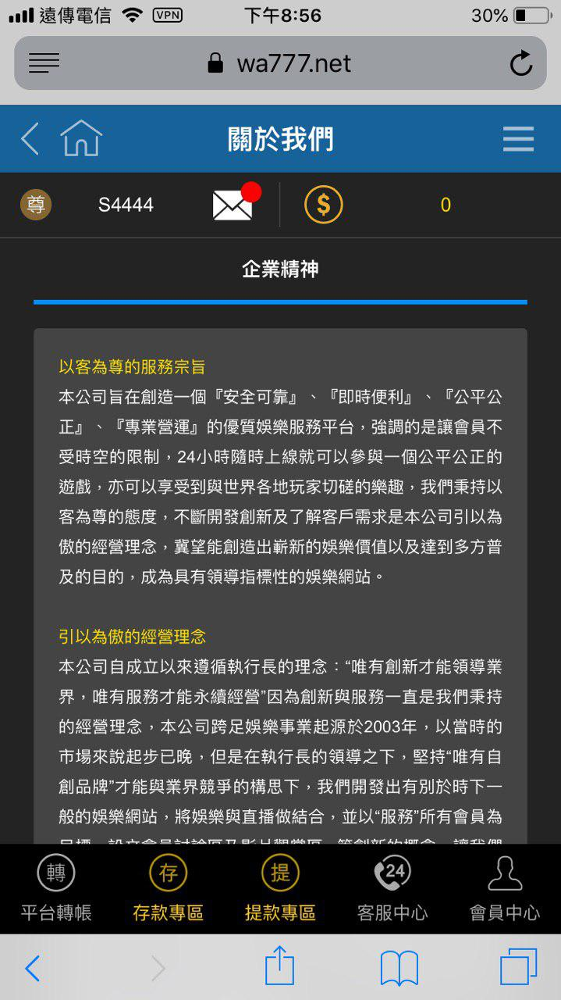 遠傳電信 VPN 下午8:56 30%
wa777.net
關於我們
尊 S4444 $ 0
企業精神
以客為尊的服務宗旨
本公司旨在創造一個『安全可靠』、『即時便利』、『公平公
正』、『專業營運』的優質娛樂服務平台，強調的是讓會員不
受時空的限制，24小時隨時上線就可以參與一個公平公正的
遊戲，亦可以享受到與世界各地玩家切磋的樂趣，我們秉持以
客為尊的態度，不斷開發創新及了解客戶需求是本公司引以為
傲的經營理念，冀望能創造出嶄新的娛樂價值以及達到多方普
及的目的，成為具有領導指標性的娛樂網站。
引以為傲的經營理念
本公司自成立以來遵循執行長的理念：“唯有創新才能領導業
界，唯有服務才能永續經營”因為創新與服務一直是我們秉持
的經營理念，本公司跨足娛樂事業起源於2003年，以當時的
市場來說起步已晚，但是在執行長的領導之下，堅持“唯有自
創品牌”才能與業界競爭的構思下，我們開發出有別於時下一
般的娛樂網站，將娛樂與直播做結合，並以“服務”所有會員為
轉 存 提 24
平台轉帳 存款專區 提款專區 客服中心 會員中心